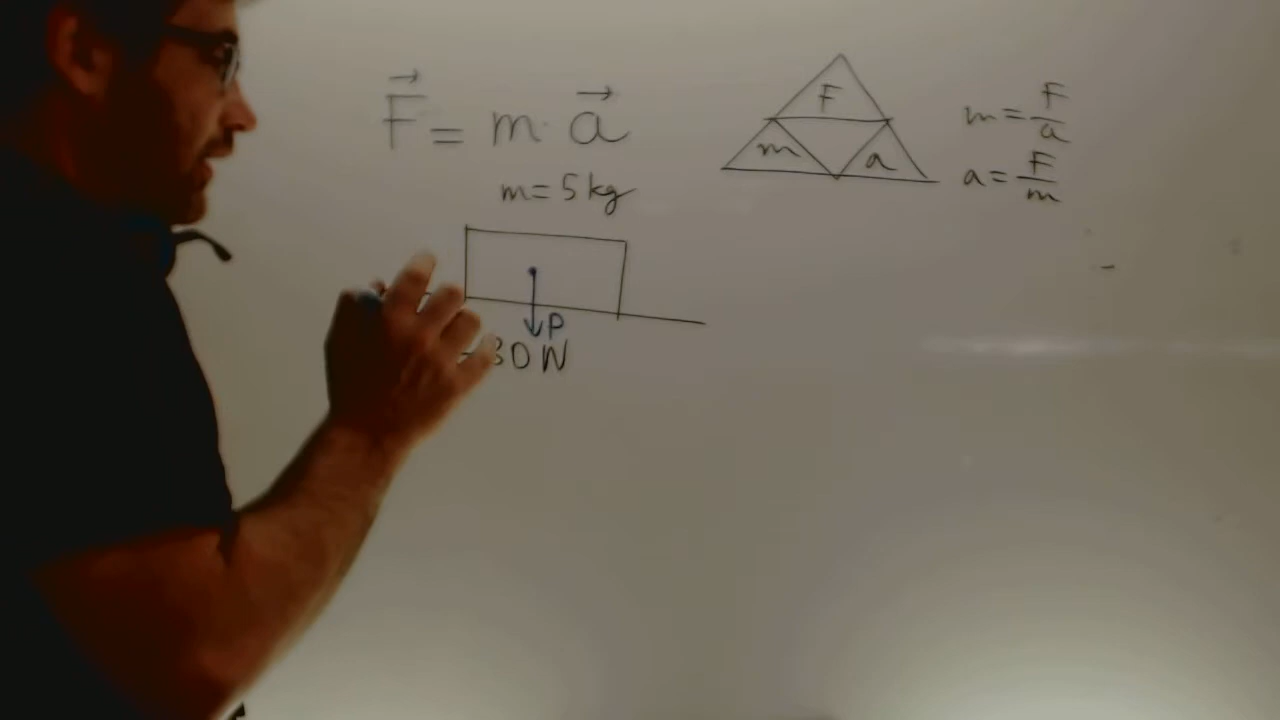 F = m · a
m = 5 kg
P
-30 N
F
m a
m = F/a
a = F/m